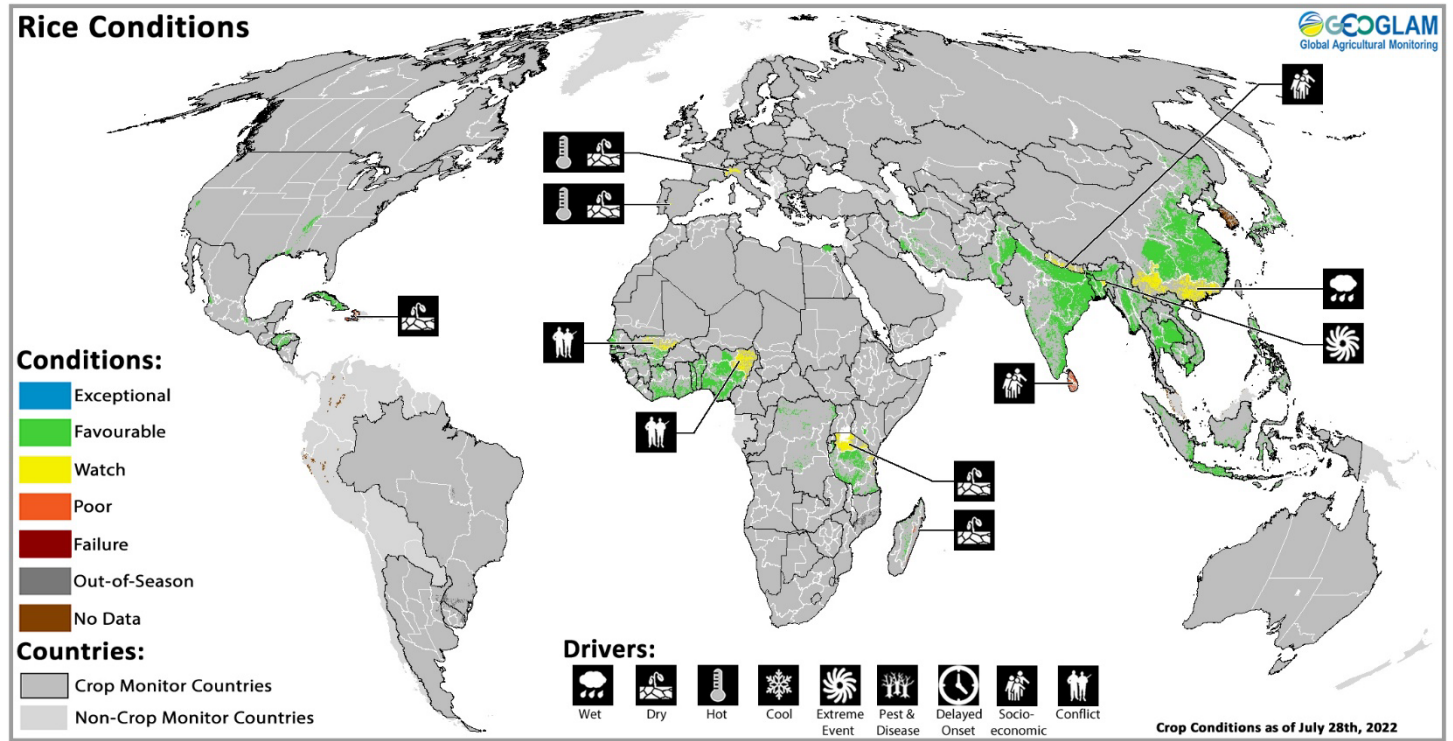 Rice Conditions
GEOGLAM
Global Agricultural Monitoring
Conditions:
Exceptional
Favourable
Watch
Poor
Failure
Out-of-Season
No Data
Countries:
Crop Monitor Countries
Non-Crop Monitor Countries
Drivers:
Wet
Dry
Hot
Cool
Extreme
Event
Pest &
Disease
Delayed
Onset
Socio-
economic
Conflict
Crop Conditions as of July 28th, 2022